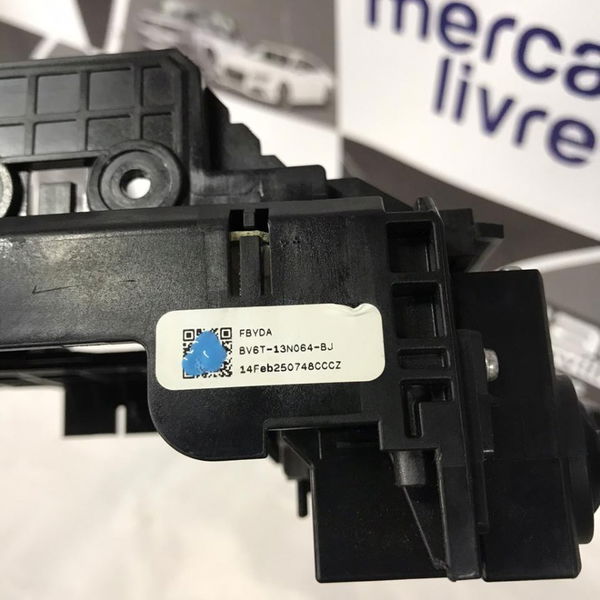 merca
livre
FBYDA
BV6T-13N064-BJ
14Feb250748CCCZ